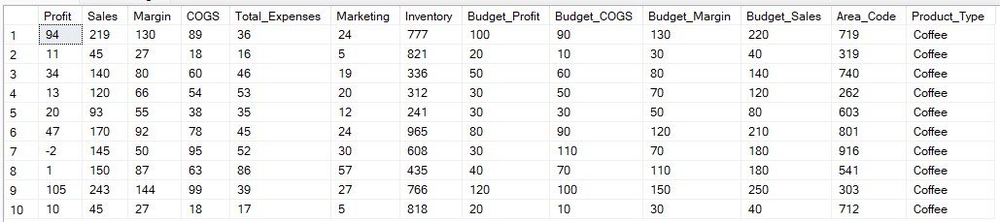 Profit Sales Margin COGS Total_Expenses Marketing Inventory Budget_Profit Budget_COGS Budget_Margin Budget_Sales Area_Code Product_Type
1 94 219 130 89 36 24 777 100 90 130 220 719 Coffee
2 11 45 27 18 16 5 821 20 10 30 40 319 Coffee
3 34 140 80 60 46 19 336 50 60 80 140 740 Coffee
4 13 120 66 54 53 20 312 30 50 70 120 262 Coffee
5 20 93 55 38 35 12 241 30 30 50 80 603 Coffee
6 47 170 92 78 45 24 965 80 90 120 210 801 Coffee
7 -2 145 50 95 52 30 608 30 110 70 180 916 Coffee
8 1 150 87 63 86 57 435 40 70 110 180 541 Coffee
9 105 243 144 99 39 27 766 120 100 150 250 303 Coffee
10 10 45 27 18 17 5 818 20 10 30 40 712 Coffee